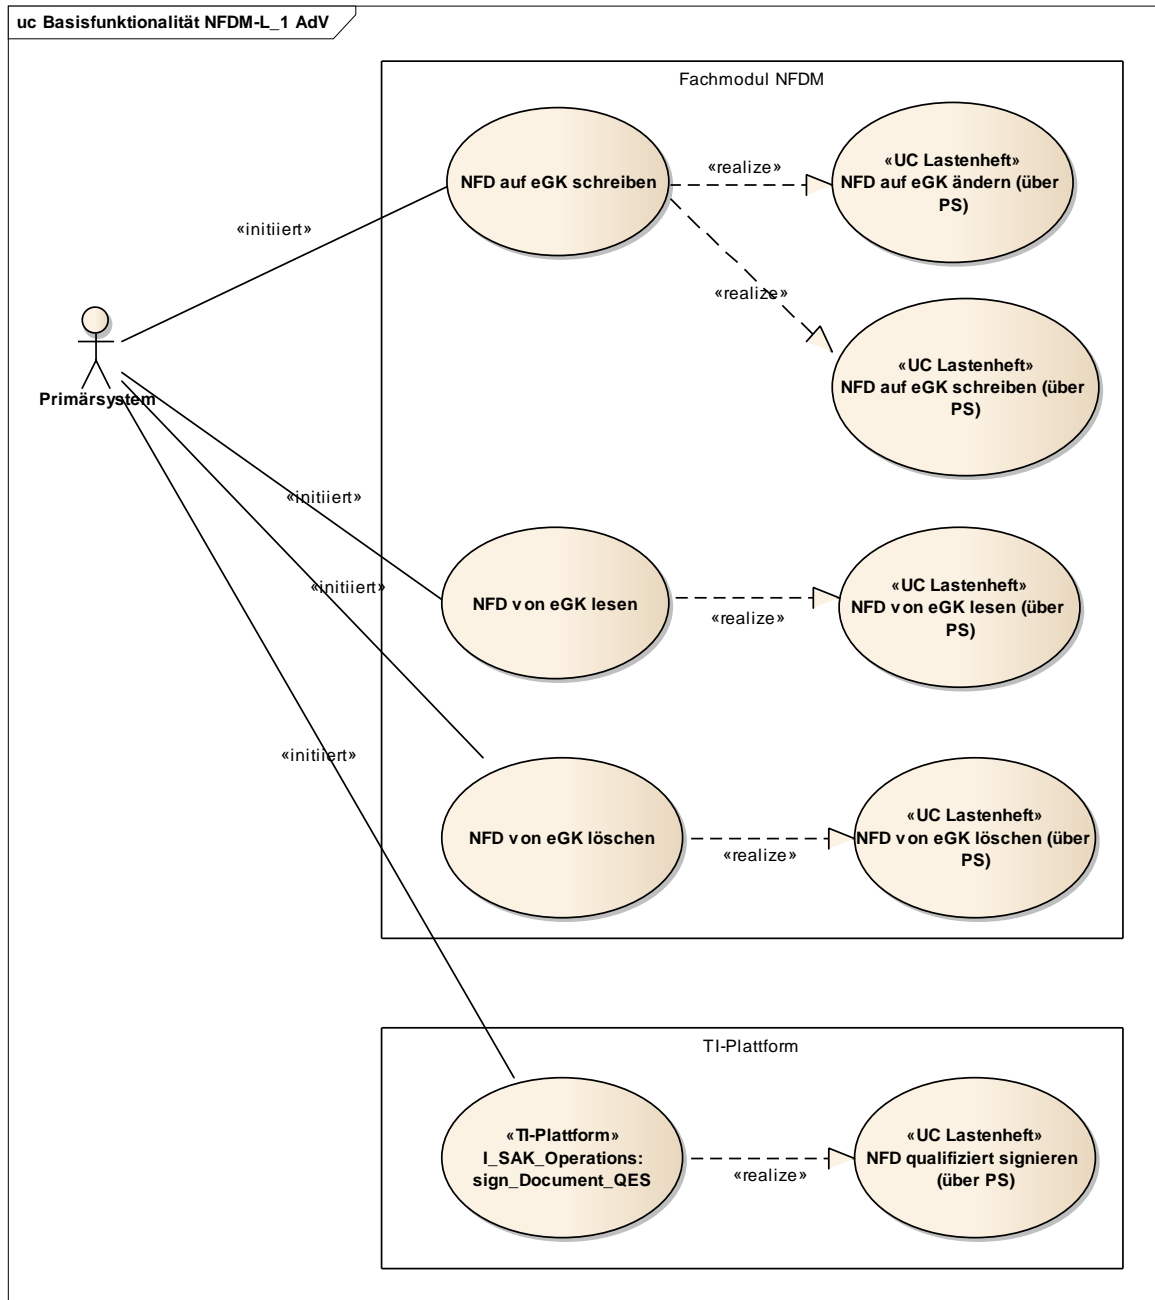 uc Basisfunktionalität NFDM-L_1 AdV
Fachmodul NFDM
NFD auf eGK schreiben
«realize»
«UC Lastenheft»
NFD auf eGK ändern (über
PS)
«initiiert»
«realize»
«UC Lastenheft»
NFD auf eGK schreiben (über
PS)
Primärsystem
«initiiert»
NFD von eGK lesen
«realize»
«UC Lastenheft»
NFD von eGK lesen (über
PS)
«initiiert»
«initiiert»
NFD von eGK löschen
«realize»
«UC Lastenheft»
NFD von eGK löschen (über
PS)
TI-Plattform
«TI-Plattform»
I_SAK_Operations:
sign_Document_QES
«realize»
«UC Lastenheft»
NFD qualifiziert signieren
(über PS)